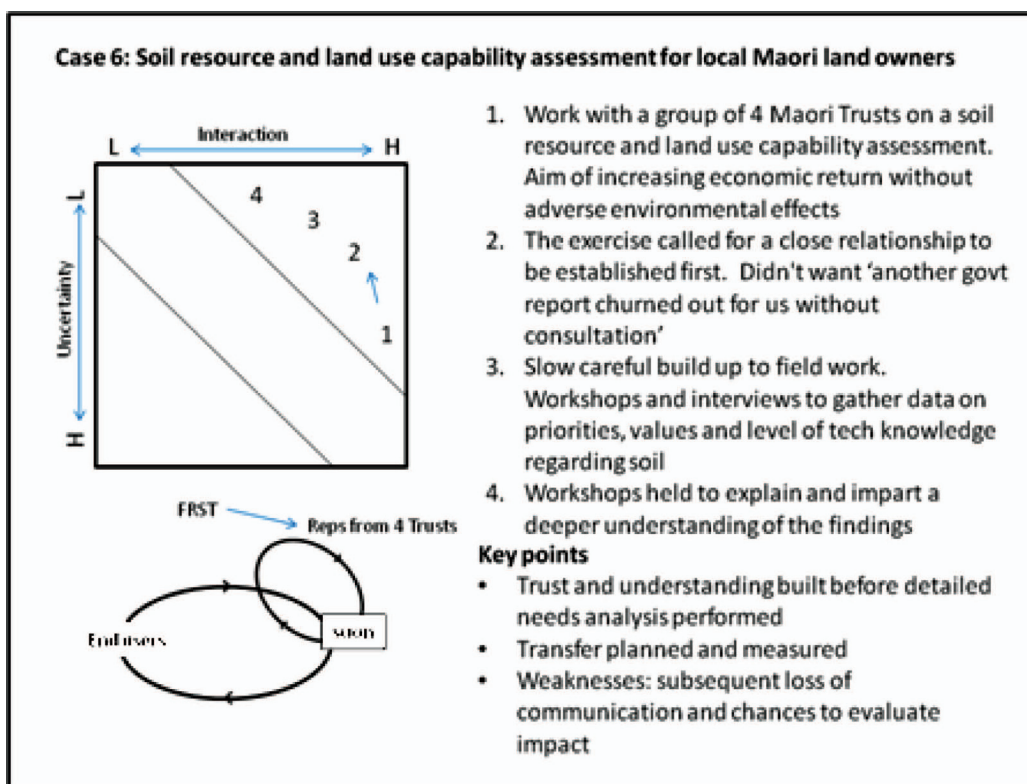 Case 6: Soil resource and land use capability assessment for local Maori land owners
L Interaction H
L
Uncertainty
H
4
3
2
1
FRST
Reps from 4 Trusts
1. Work with a group of 4 Maori Trusts on a soil
resource and land use capability assessment.
Aim of increasing economic return without
adverse environmental effects
2. The exercise called for a close relationship to
be established first. Didn't want ‘another govt
report churned out for us without
consultation’
3. Slow careful build up to field work.
Workshops and interviews to gather data on
priorities, values and level of tech knowledge
regarding soil
4. Workshops held to explain and impart a
deeper understanding of the findings
Key points
• Trust and understanding built before detailed
needs analysis performed
• Transfer planned and measured
• Weaknesses: subsequent loss of
communication and chances to evaluate
impact